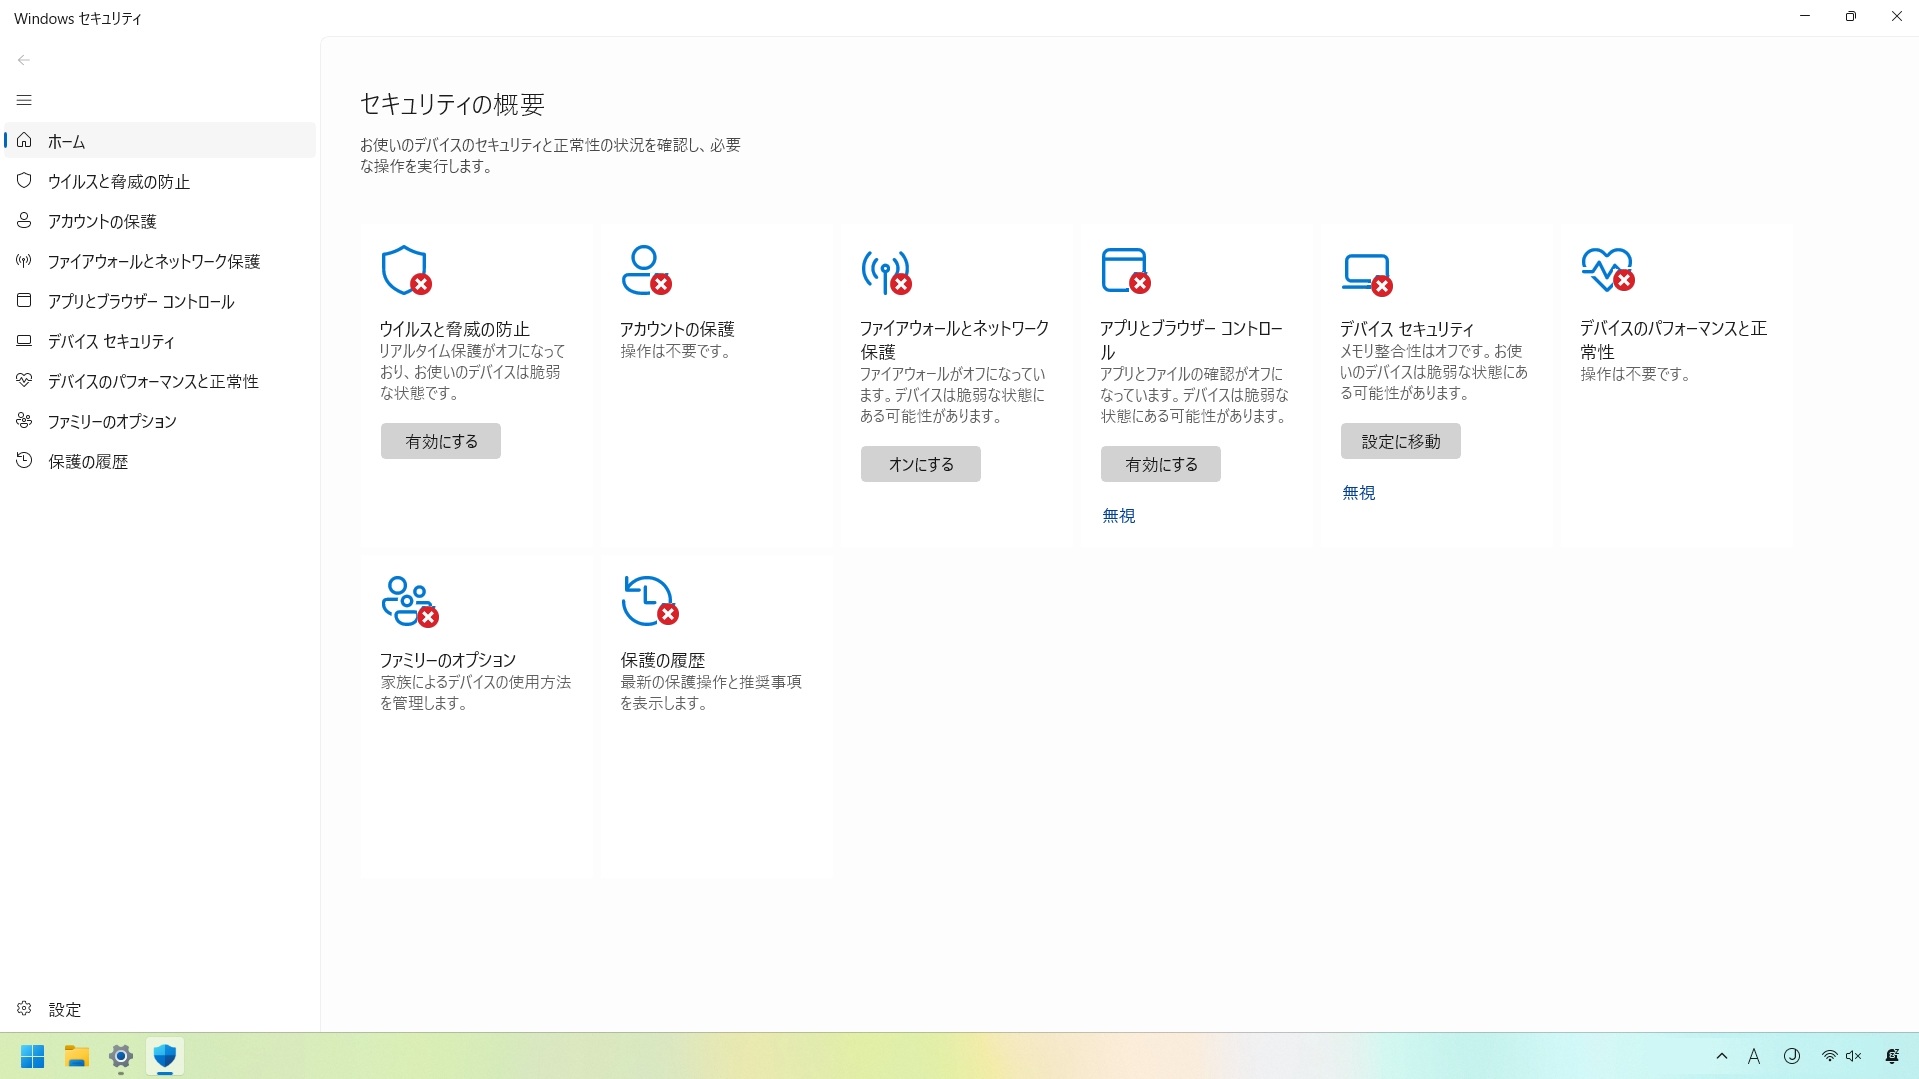 Windows セキュリティ
ホーム
ウイルスと脅威の防止
アカウントの保護
ファイアウォールとネットワーク保護
アプリとブラウザー コントロール
デバイス セキュリティ
デバイスのパフォーマンスと正常性
ファミリーのオプション
保護の履歴
設定
セキュリティの概要
お使いのデバイスのセキュリティと正常性の状況を確認し、必要
な操作を実行します。
ウイルスと脅威の防止
リアルタイム保護がオフになって
おり、お使いのデバイスは脆弱
な状態です。
有効にする
アカウントの保護
操作は不要です。
ファイアウォールとネットワーク
保護
ファイアウォールがオフになってい
ます。デバイスは脆弱な状態に
ある可能性があります。
オンにする
アプリとブラウザー コントロー
ル
アプリとファイルの確認がオフに
なっています。デバイスは脆弱な
状態にある可能性があります。
有効にする
無視
デバイス セキュリティ
メモリ整合性はオフです。お使
いのデバイスは脆弱な状態にあ
る可能性があります。
設定に移動
無視
デバイスのパフォーマンスと正
常性
操作は不要です。
ファミリーのオプション
家族によるデバイスの使用方法
を管理します。
保護の履歴
最新の保護操作と推奨事項
を表示します。
A
J